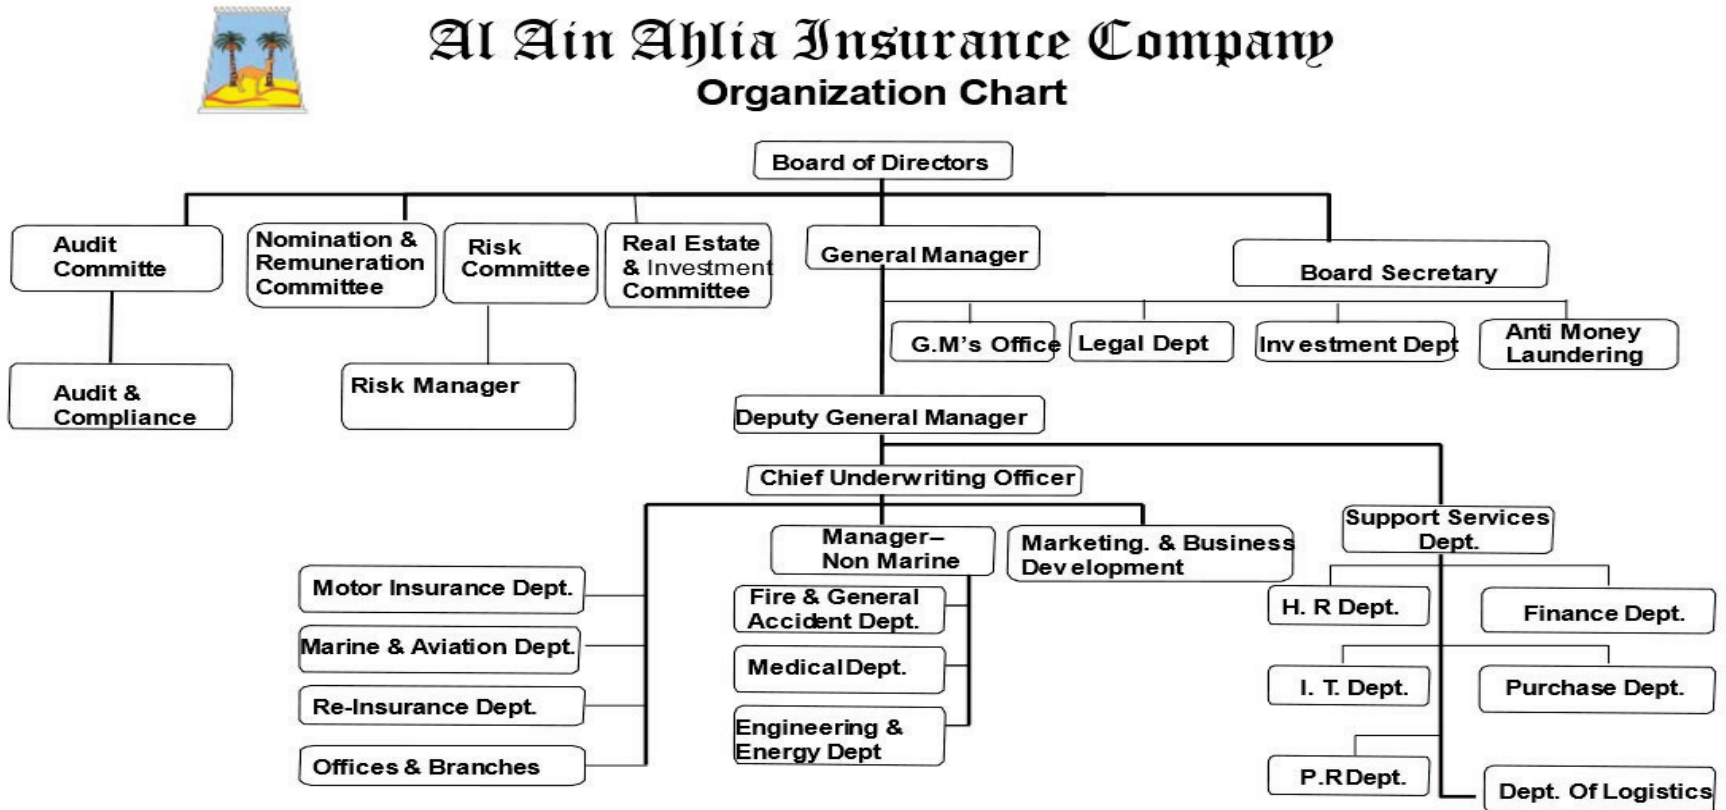 Al Ain Ahlia Insurance Company
Organization Chart
Board of Directors
Audit
Committe
Nomination &
Remuneration
Committee
Risk
Committee
Real Estate
& Investment
Committee
General Manager
Board Secretary
G.M’s Office
Legal Dept
Investment Dept
Anti Money
Laundering
Audit &
Compliance
Risk Manager
Deputy General Manager
Chief Underwriting Officer
Manager–
Non Marine
Marketing. & Business
Development
Support Services
Dept.
Motor Insurance Dept.
Marine & Aviation Dept.
Re-Insurance Dept.
Offices & Branches
Fire & General
Accident Dept.
Medical Dept.
Engineering &
Energy Dept
H. R Dept.
Finance Dept.
I. T. Dept.
Purchase Dept.
P.R Dept.
Dept. Of Logistics